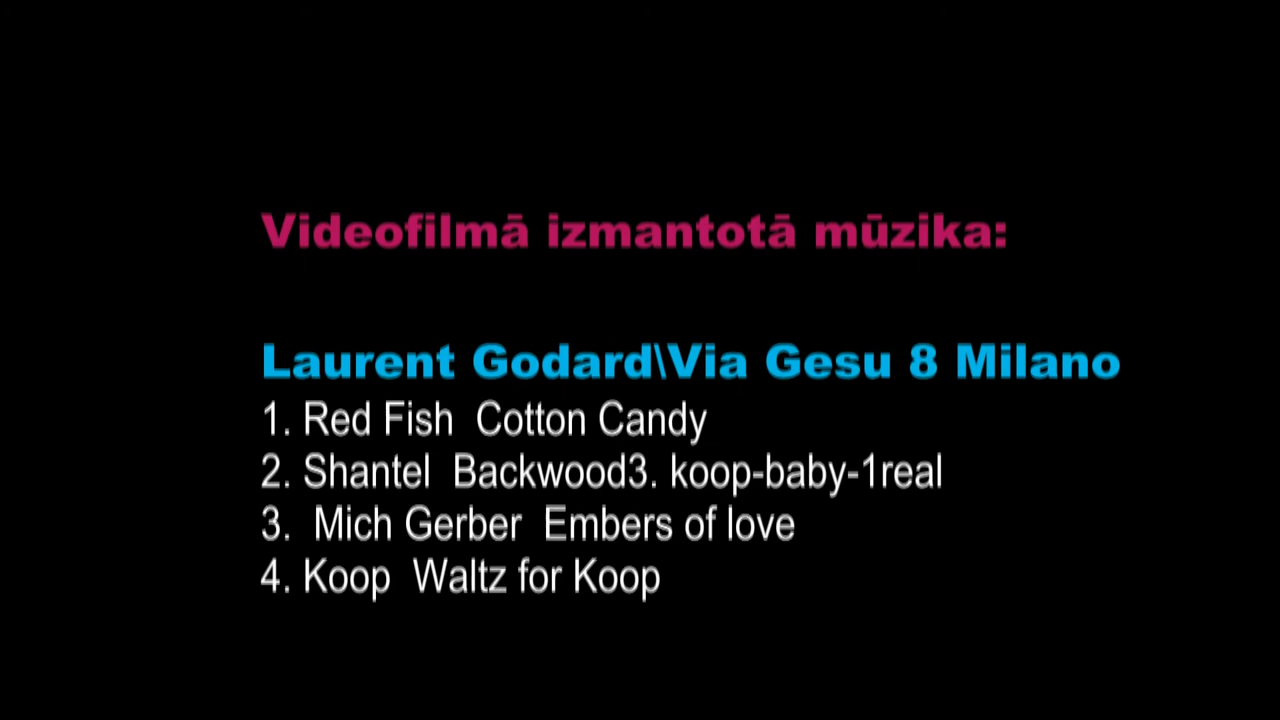 Videofilmā izmantotā mūzika:
Laurent Godard\Via Gesu 8 Milano
1. Red Fish  Cotton Candy
2. Shantel  Backwood3. koop-baby-1real
3.  Mich Gerber  Embers of love
4. Koop  Waltz for Koop